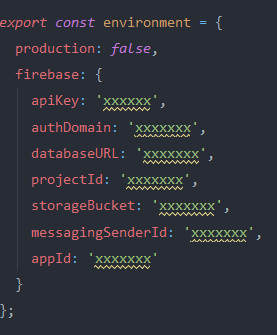 export const environment = {
production: false,
firebase: {
apiKey: 'xxxxxx',
authDomain: 'xxxxxxx',
databaseURL: 'xxxxxxx',
projectId: 'xxxxxxx',
storageBucket: 'xxxxxxx',
messagingSenderId: 'xxxxxxx',
appId: 'xxxxxxx'
}
};